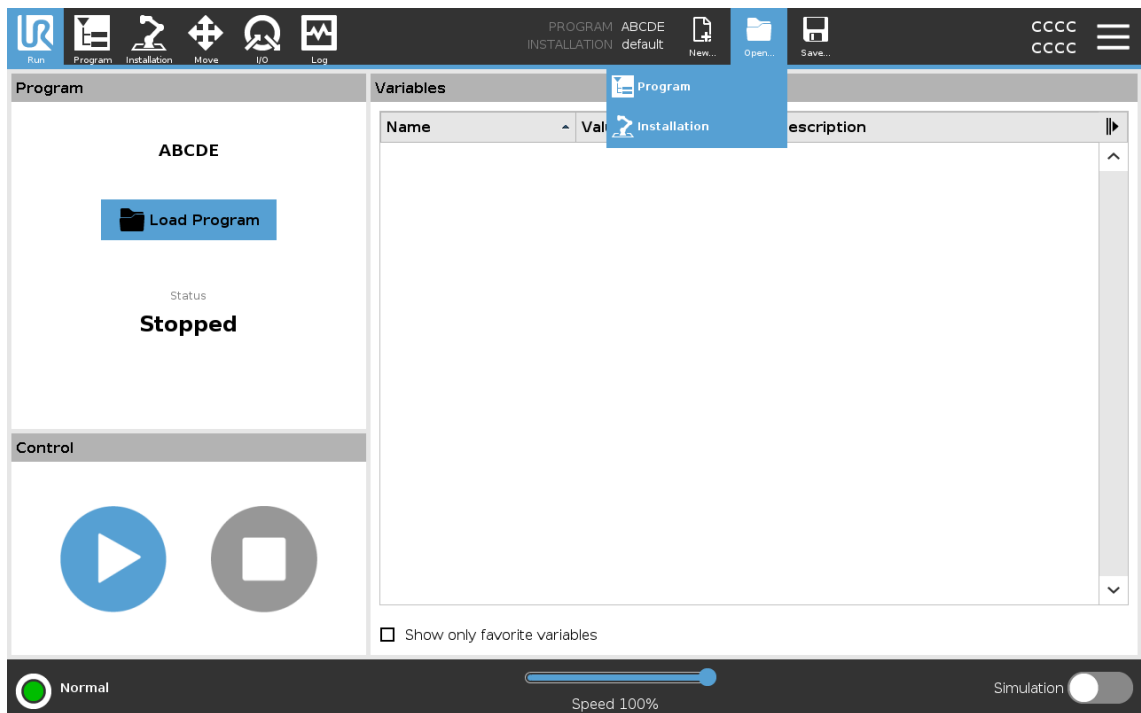 PROGRAM ABCDE
INSTALLATION default
CCCC
CCCC
Run Program Installation Move I/O Log New... Open... Save...
Program
Variables
Program
Installation
Name Val escription
ABCDE
Load Program
Status
Stopped
Control
Show only favorite variables
Normal
Speed 100%
Simulation